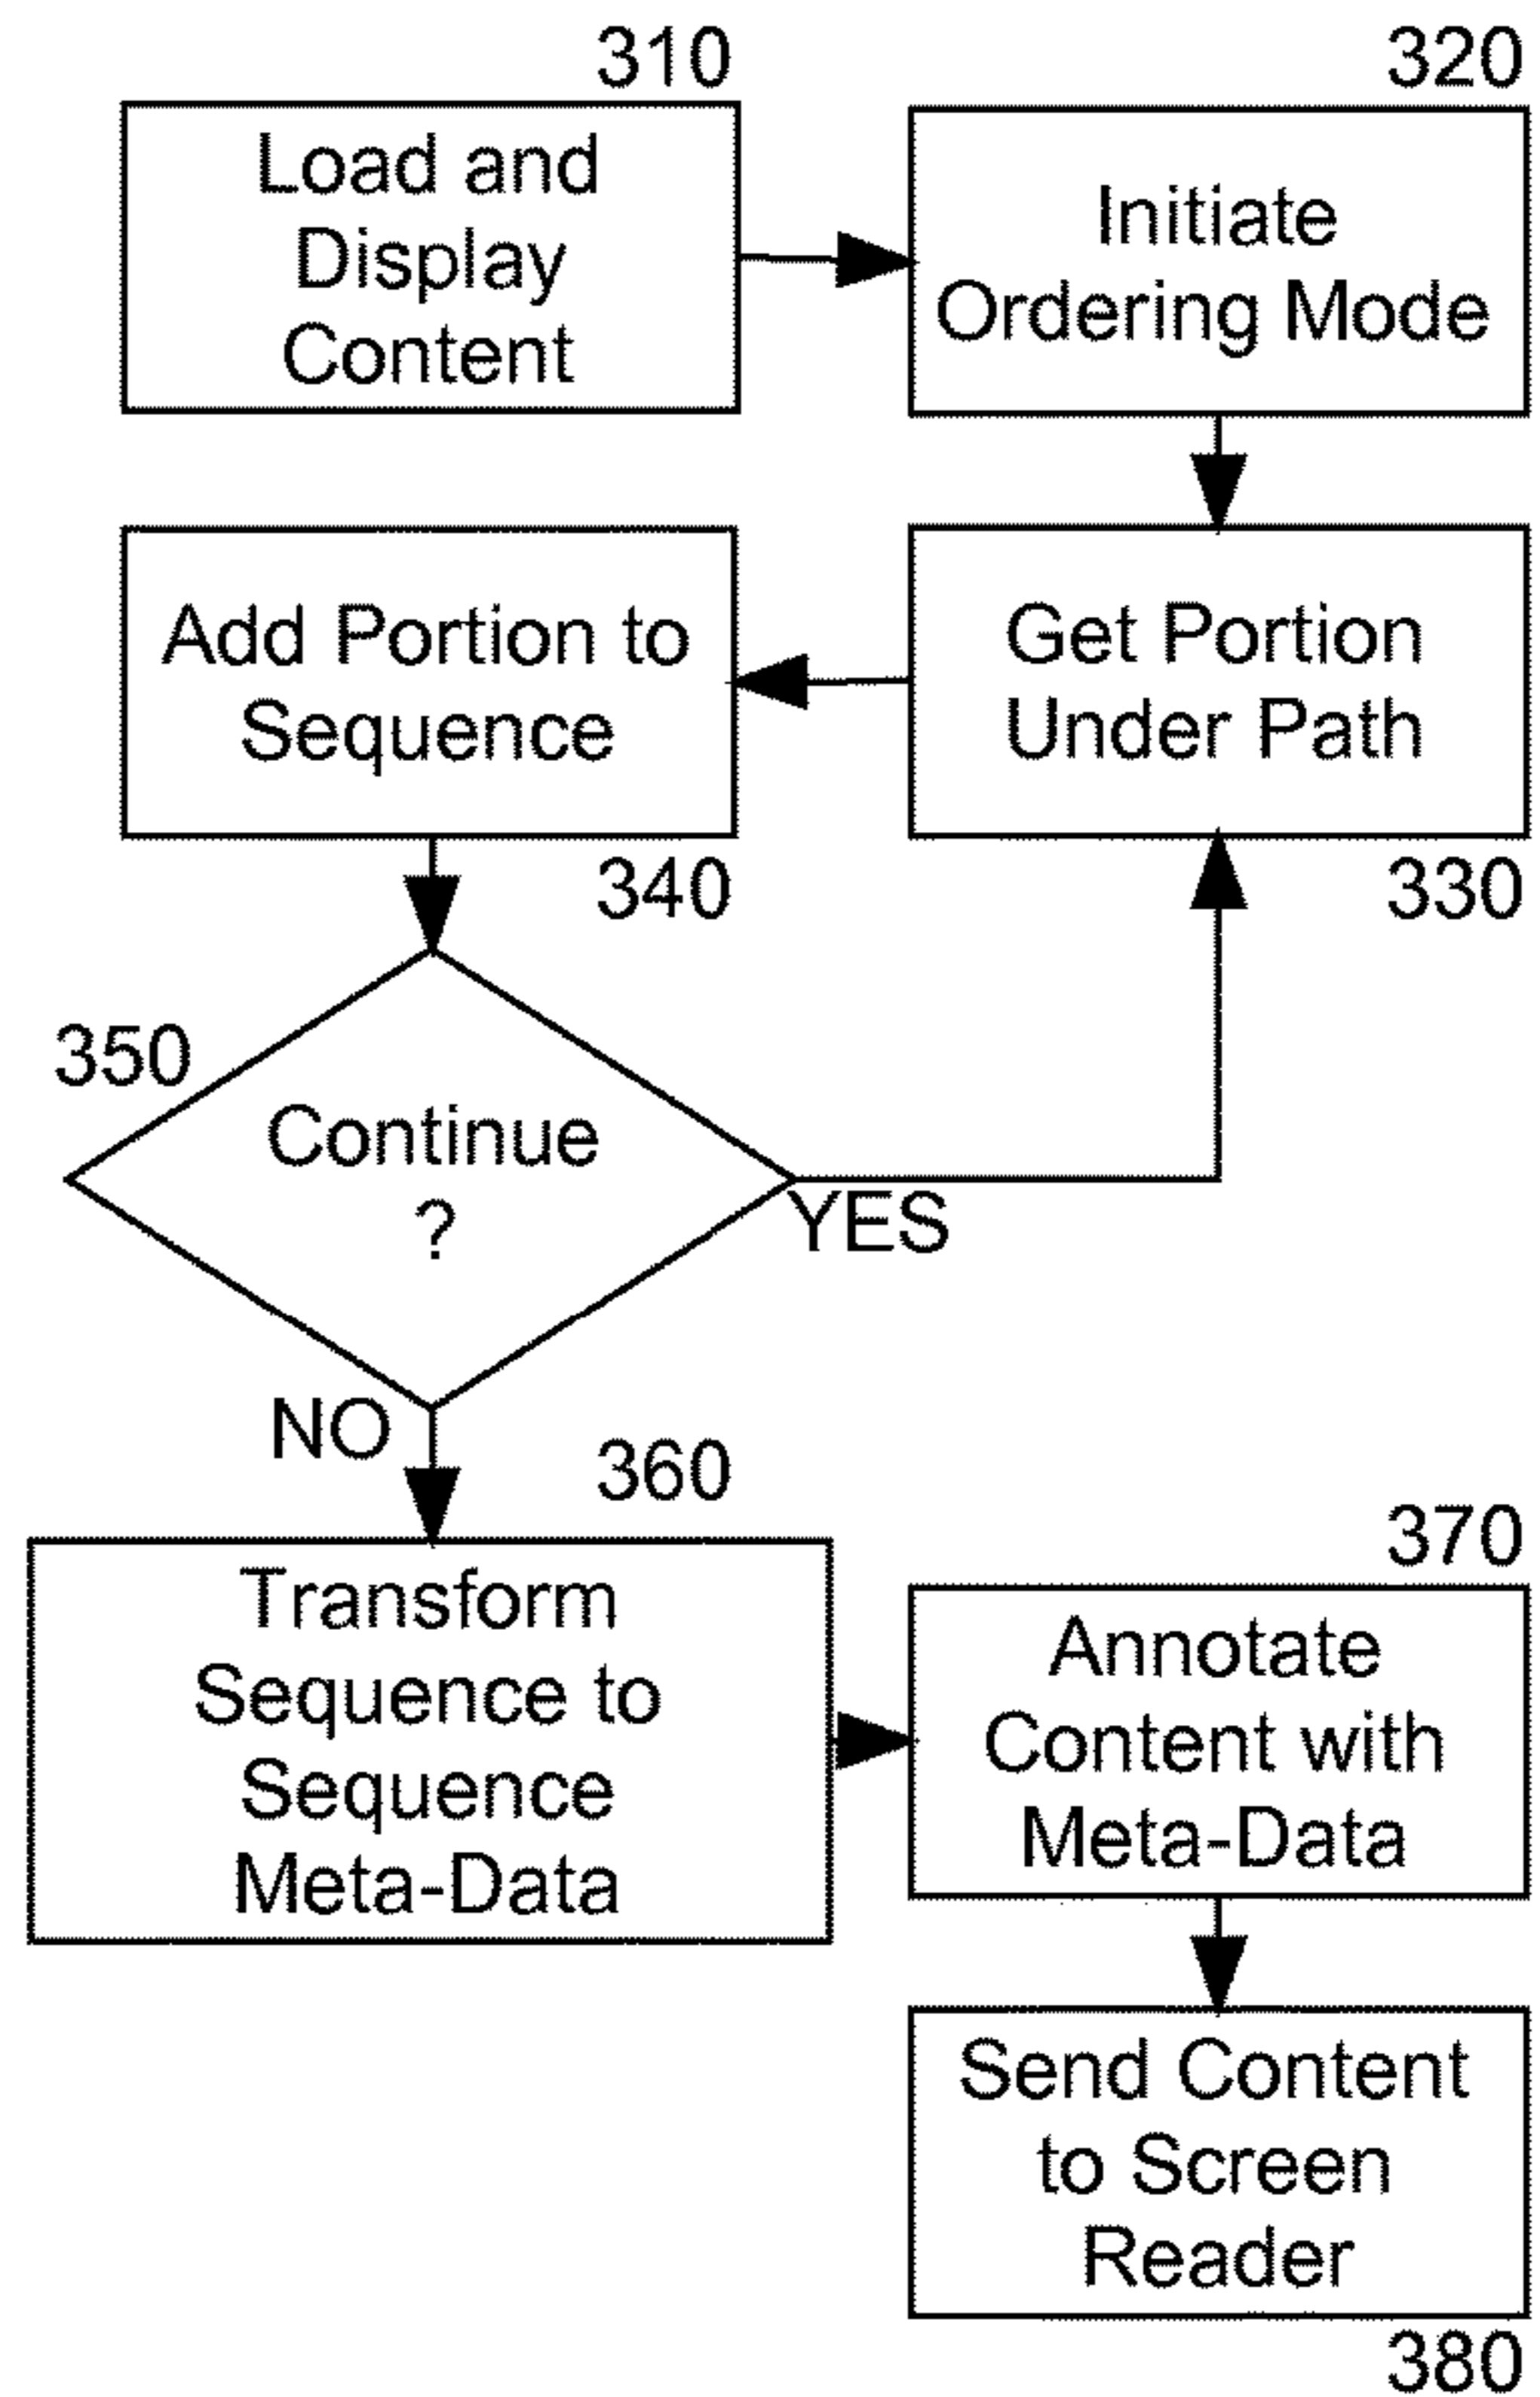 310
Load and
Display
Content
320
Initiate
Ordering Mode
Get Portion
Under Path
330
Add Portion to
Sequence
340
350
Continue
?
YES
NO
360
Transform
Sequence to
Sequence
Meta-Data
370
Annotate
Content with
Meta-Data
Send Content
to Screen
Reader
380